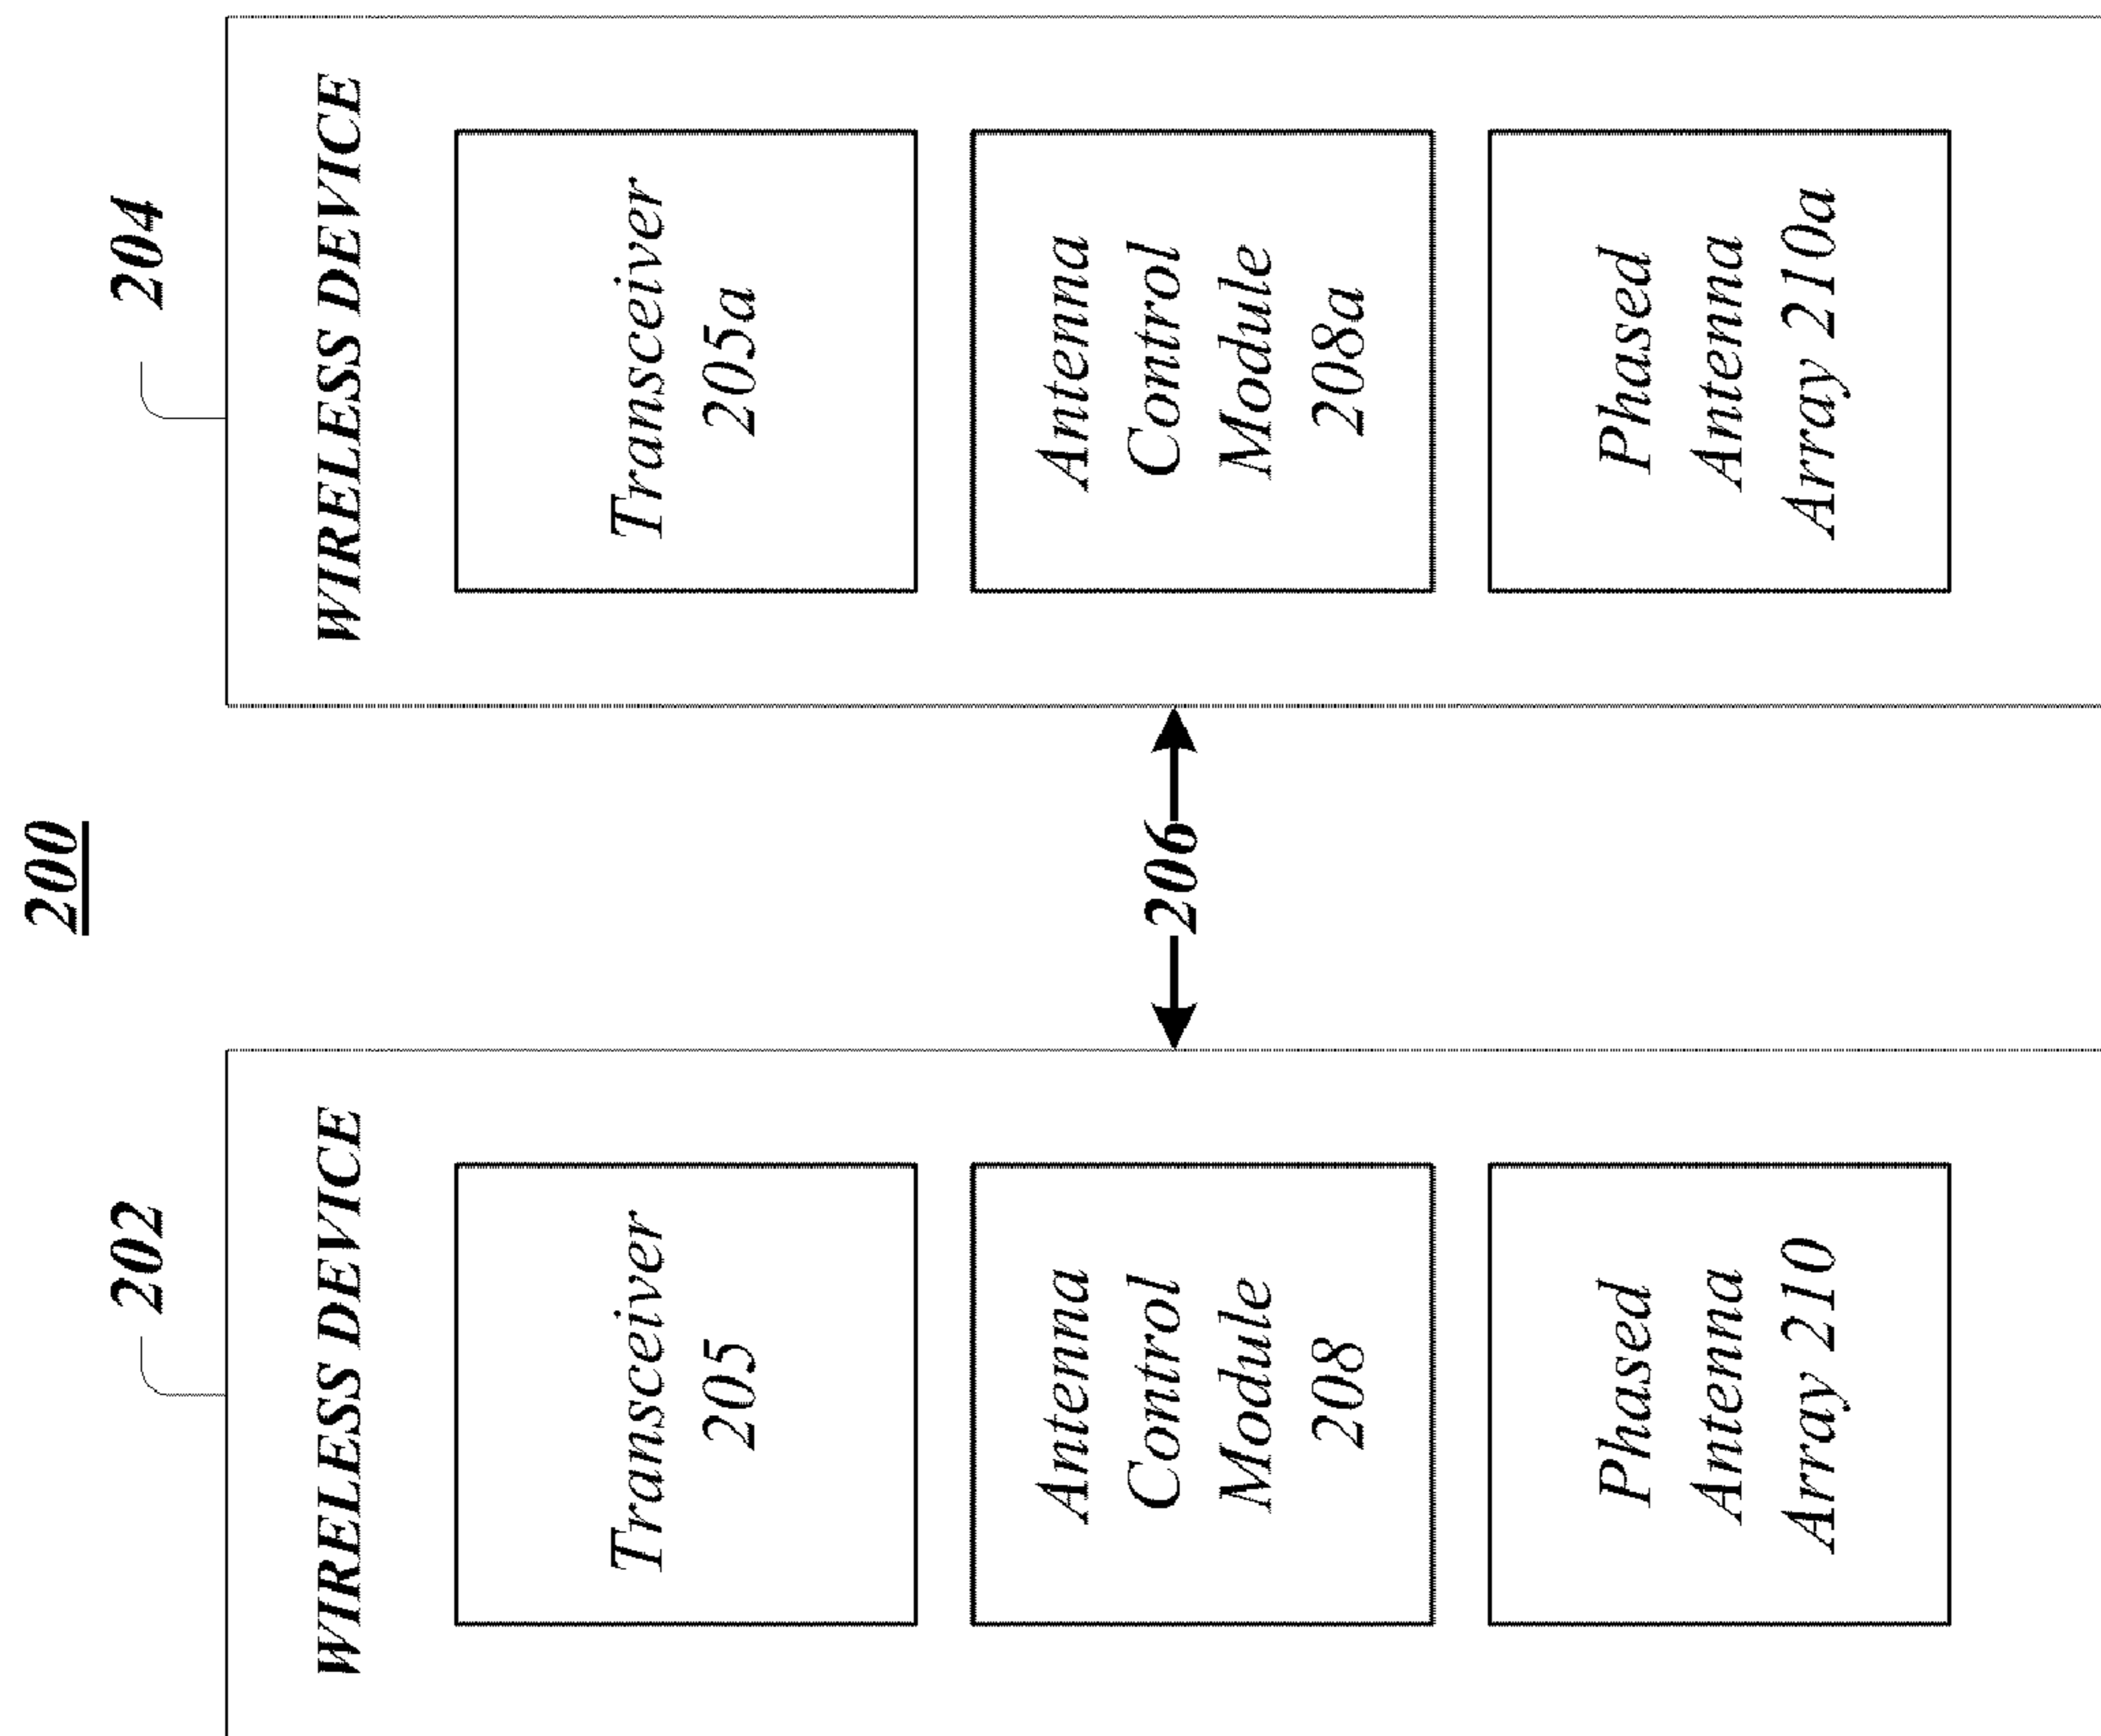 200
202
WIRELESS DEVICE
Transceiver
205
Antenna
Control
Module
208
Phased
Antenna
Array 210
206
204
WIRELESS DEVICE
Transceiver
205a
Antenna
Control
Module
208a
Phased
Antenna
Array 210a